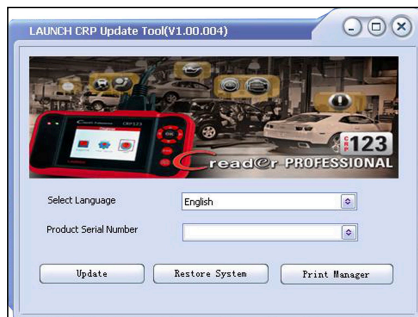 LAUNCH CRP Update Tool(V1.00.004)
Creader PROFESSIONAL
CRP 123
Select Language
English
Product Serial Number
Update
Restore System
Print Manager